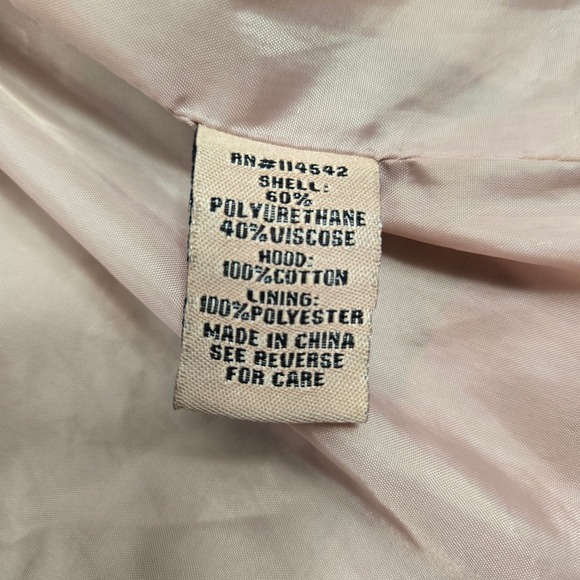 RN#114542
SHELL:
60%
POLYURETHANE
40%VISCOSE
HOOD:
100%COTTON
LINING:
100%POLYESTER
MADE IN CHINA
SEE REVERSE
FOR CARE